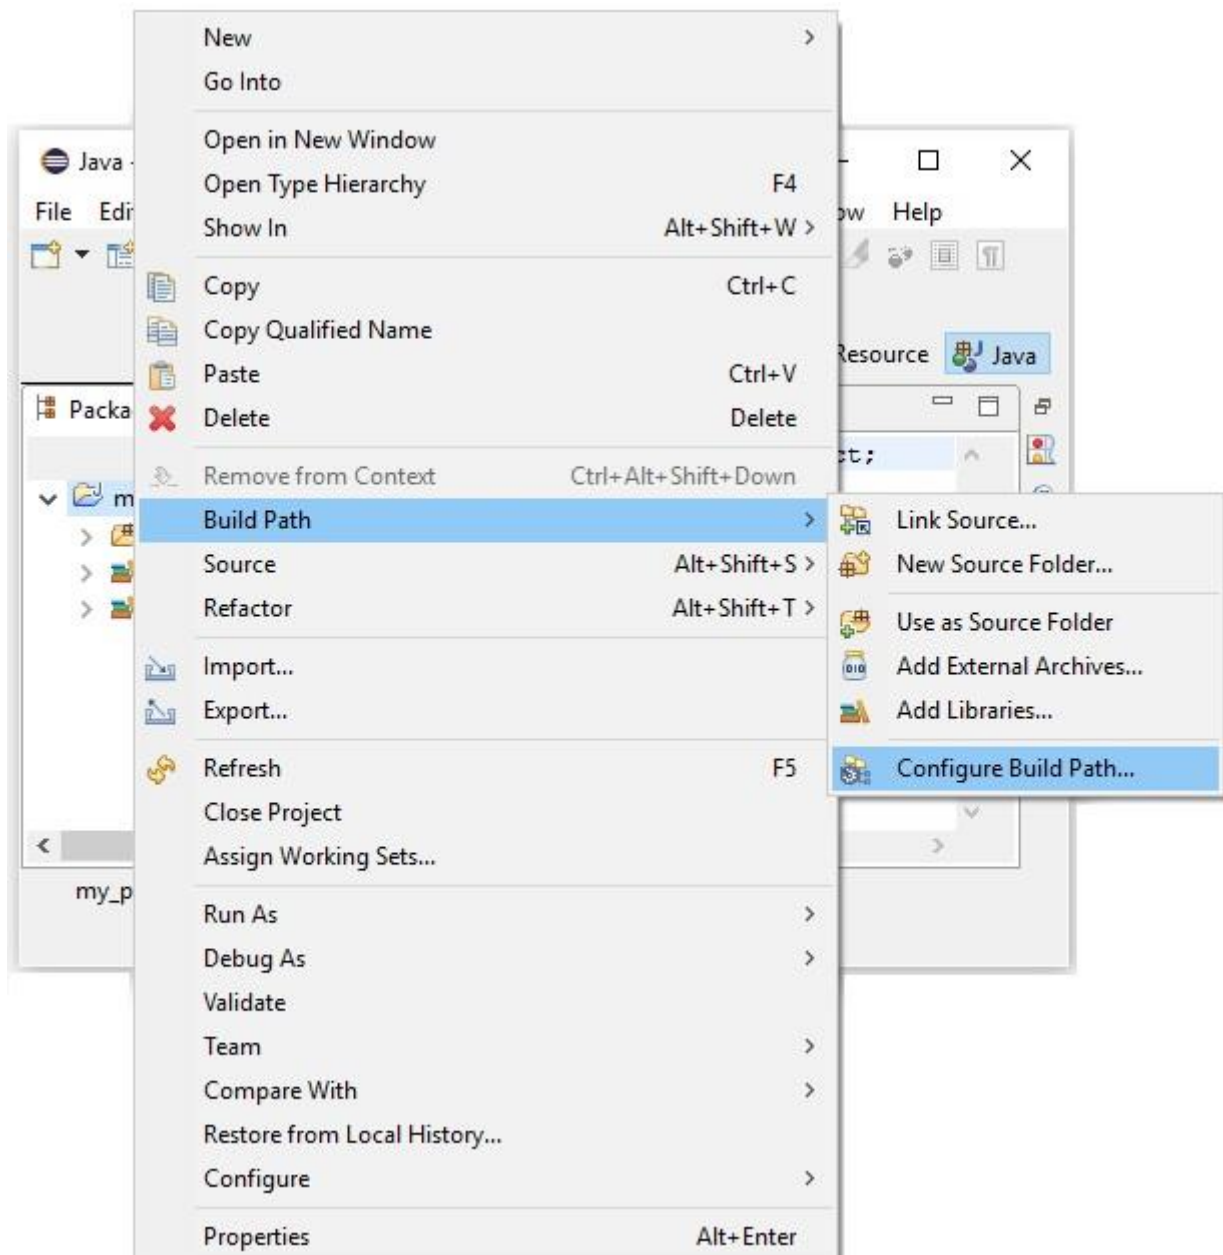 New
Go Into
Open in New Window
Java -
Open Type Hierarchy F4
File Edi Help
Show In Alt+Shift+W
Copy Ctrl+C
Copy Qualified Name
Resource Java
Paste Ctrl+V
Packa
Delete Delete
ct;
Remove from Context Ctrl+Alt+Shift+Down
m
Build Path
Link Source...
Source Alt+Shift+S
New Source Folder...
Refactor Alt+Shift+T
Use as Source Folder
Import...
Add External Archives...
Export...
Add Libraries...
Refresh F5
Configure Build Path...
Close Project
Assign Working Sets...
my_p
Run As
Debug As
Validate
Team
Compare With
Restore from Local History...
Configure
Properties Alt+Enter